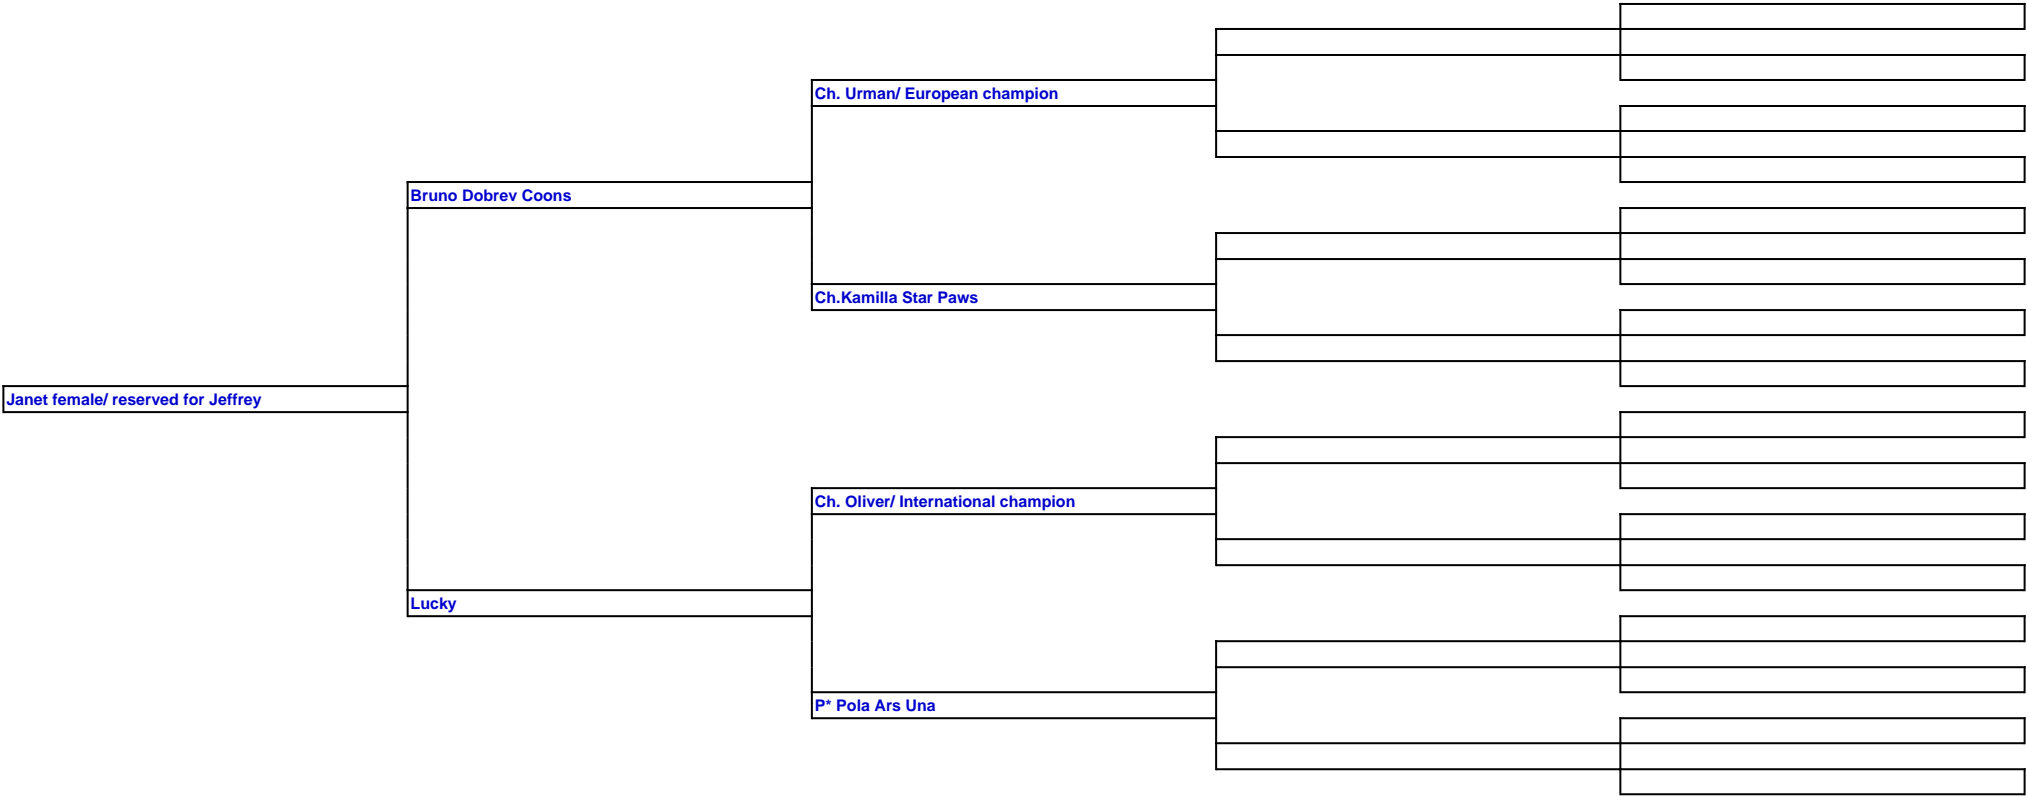 Ch. Urman/ European champion
Bruno Dobrev Coons
Ch.Kamilla Star Paws
Janet female/ reserved for Jeffrey
Ch. Oliver/ International champion
Lucky
P* Pola Ars Una